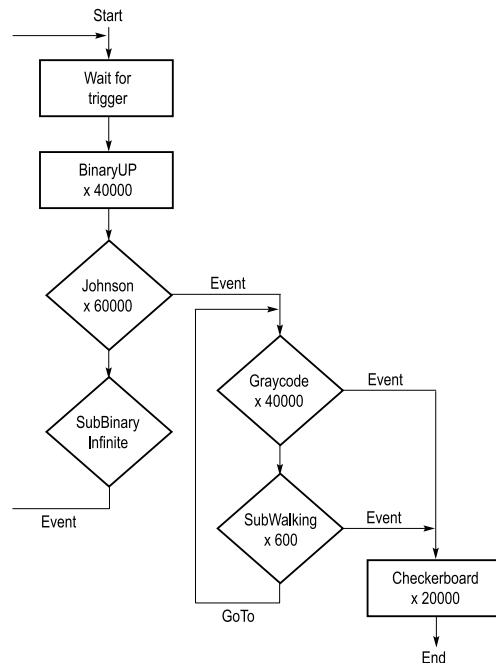 Start
Wait for
trigger
BinaryUP
x 40000
Johnson
x 60000
Event
Graycode
x 40000
Event
SubBinary
Infinite
Event
SubWalking
x 600
Event
GoTo
Checkerboard
x 20000
End